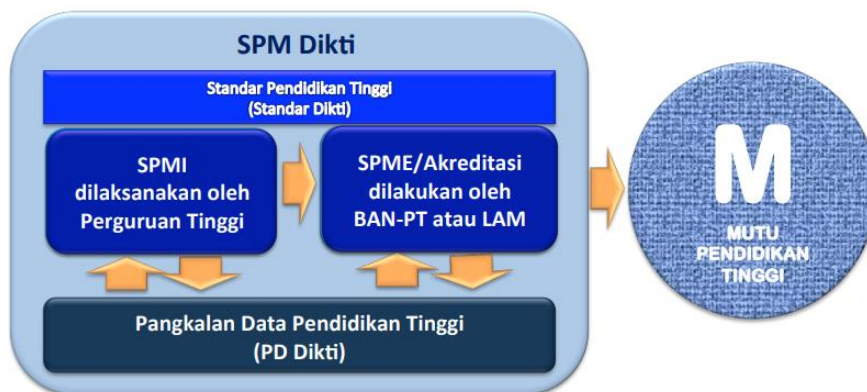 SPM Dikti
Standar Pendidikan Tinggi
(Standar Dikti)
SPMI
dilaksanakan oleh
Perguruan Tinggi
SPME/Akreditasi
dilakukan oleh
BAN-PT atau LAM
Pangkalan Data Pendidikan Tinggi
(PD Dikti)
M
MUTU
PENDIDIKAN
TINGGI